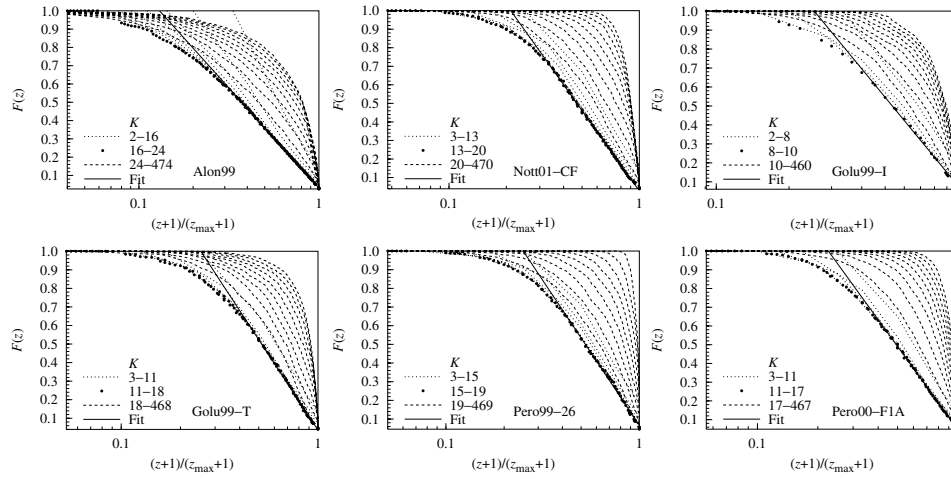 F(z)
1.0
0.9
0.8
0.7
0.6
0.5
0.4
0.3
0.2
0.1
K
2–16
16–24
24–474
Fit
Alon99
0.1
1
(z+1)/(zmax+1)
F(z)
1.0
0.9
0.8
0.7
0.6
0.5
0.4
0.3
0.2
0.1
K
3–13
13–20
20–470
Fit
Nott01–CF
0.1
1
(z+1)/(zmax+1)
F(z)
1.0
0.9
0.8
0.7
0.6
0.5
0.4
0.3
0.2
0.1
K
2–8
8–10
10–460
Fit
Golu99–I
0.1
(z+1)/(zmax+1)
F(z)
1.0
0.9
0.8
0.7
0.6
0.5
0.4
0.3
0.2
0.1
K
3–11
11–18
18–468
Fit
Golu99–T
0.1
1
(z+1)/(zmax+1)
F(z)
1.0
0.9
0.8
0.7
0.6
0.5
0.4
0.3
0.2
0.1
K
3–15
15–19
19–469
Fit
Pero99–26
0.1
1
(z+1)/(zmax+1)
F(z)
1.0
0.9
0.8
0.7
0.6
0.5
0.4
0.3
0.2
0.1
K
3–11
11–17
17–467
Fit
Pero00–F1A
0.1
(z+1)/(zmax+1)